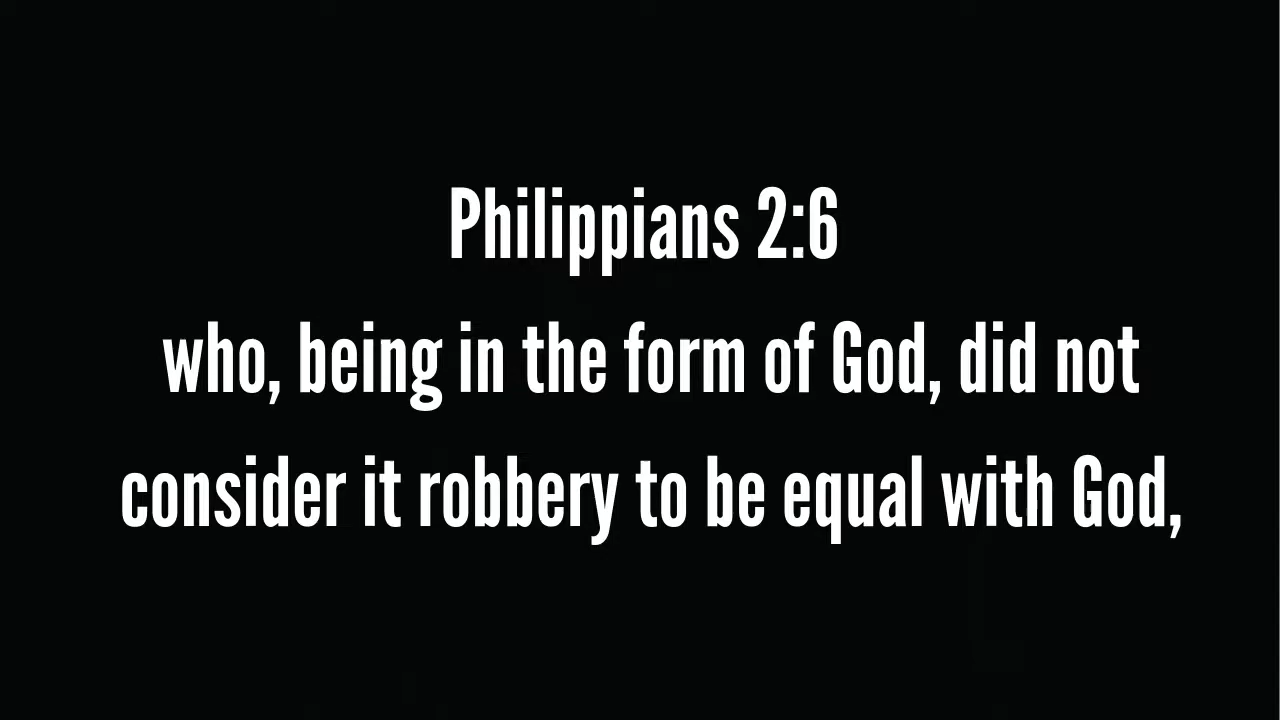 Philippians 2:6
who, being in the form of God, did not
consider it robbery to be equal with God,